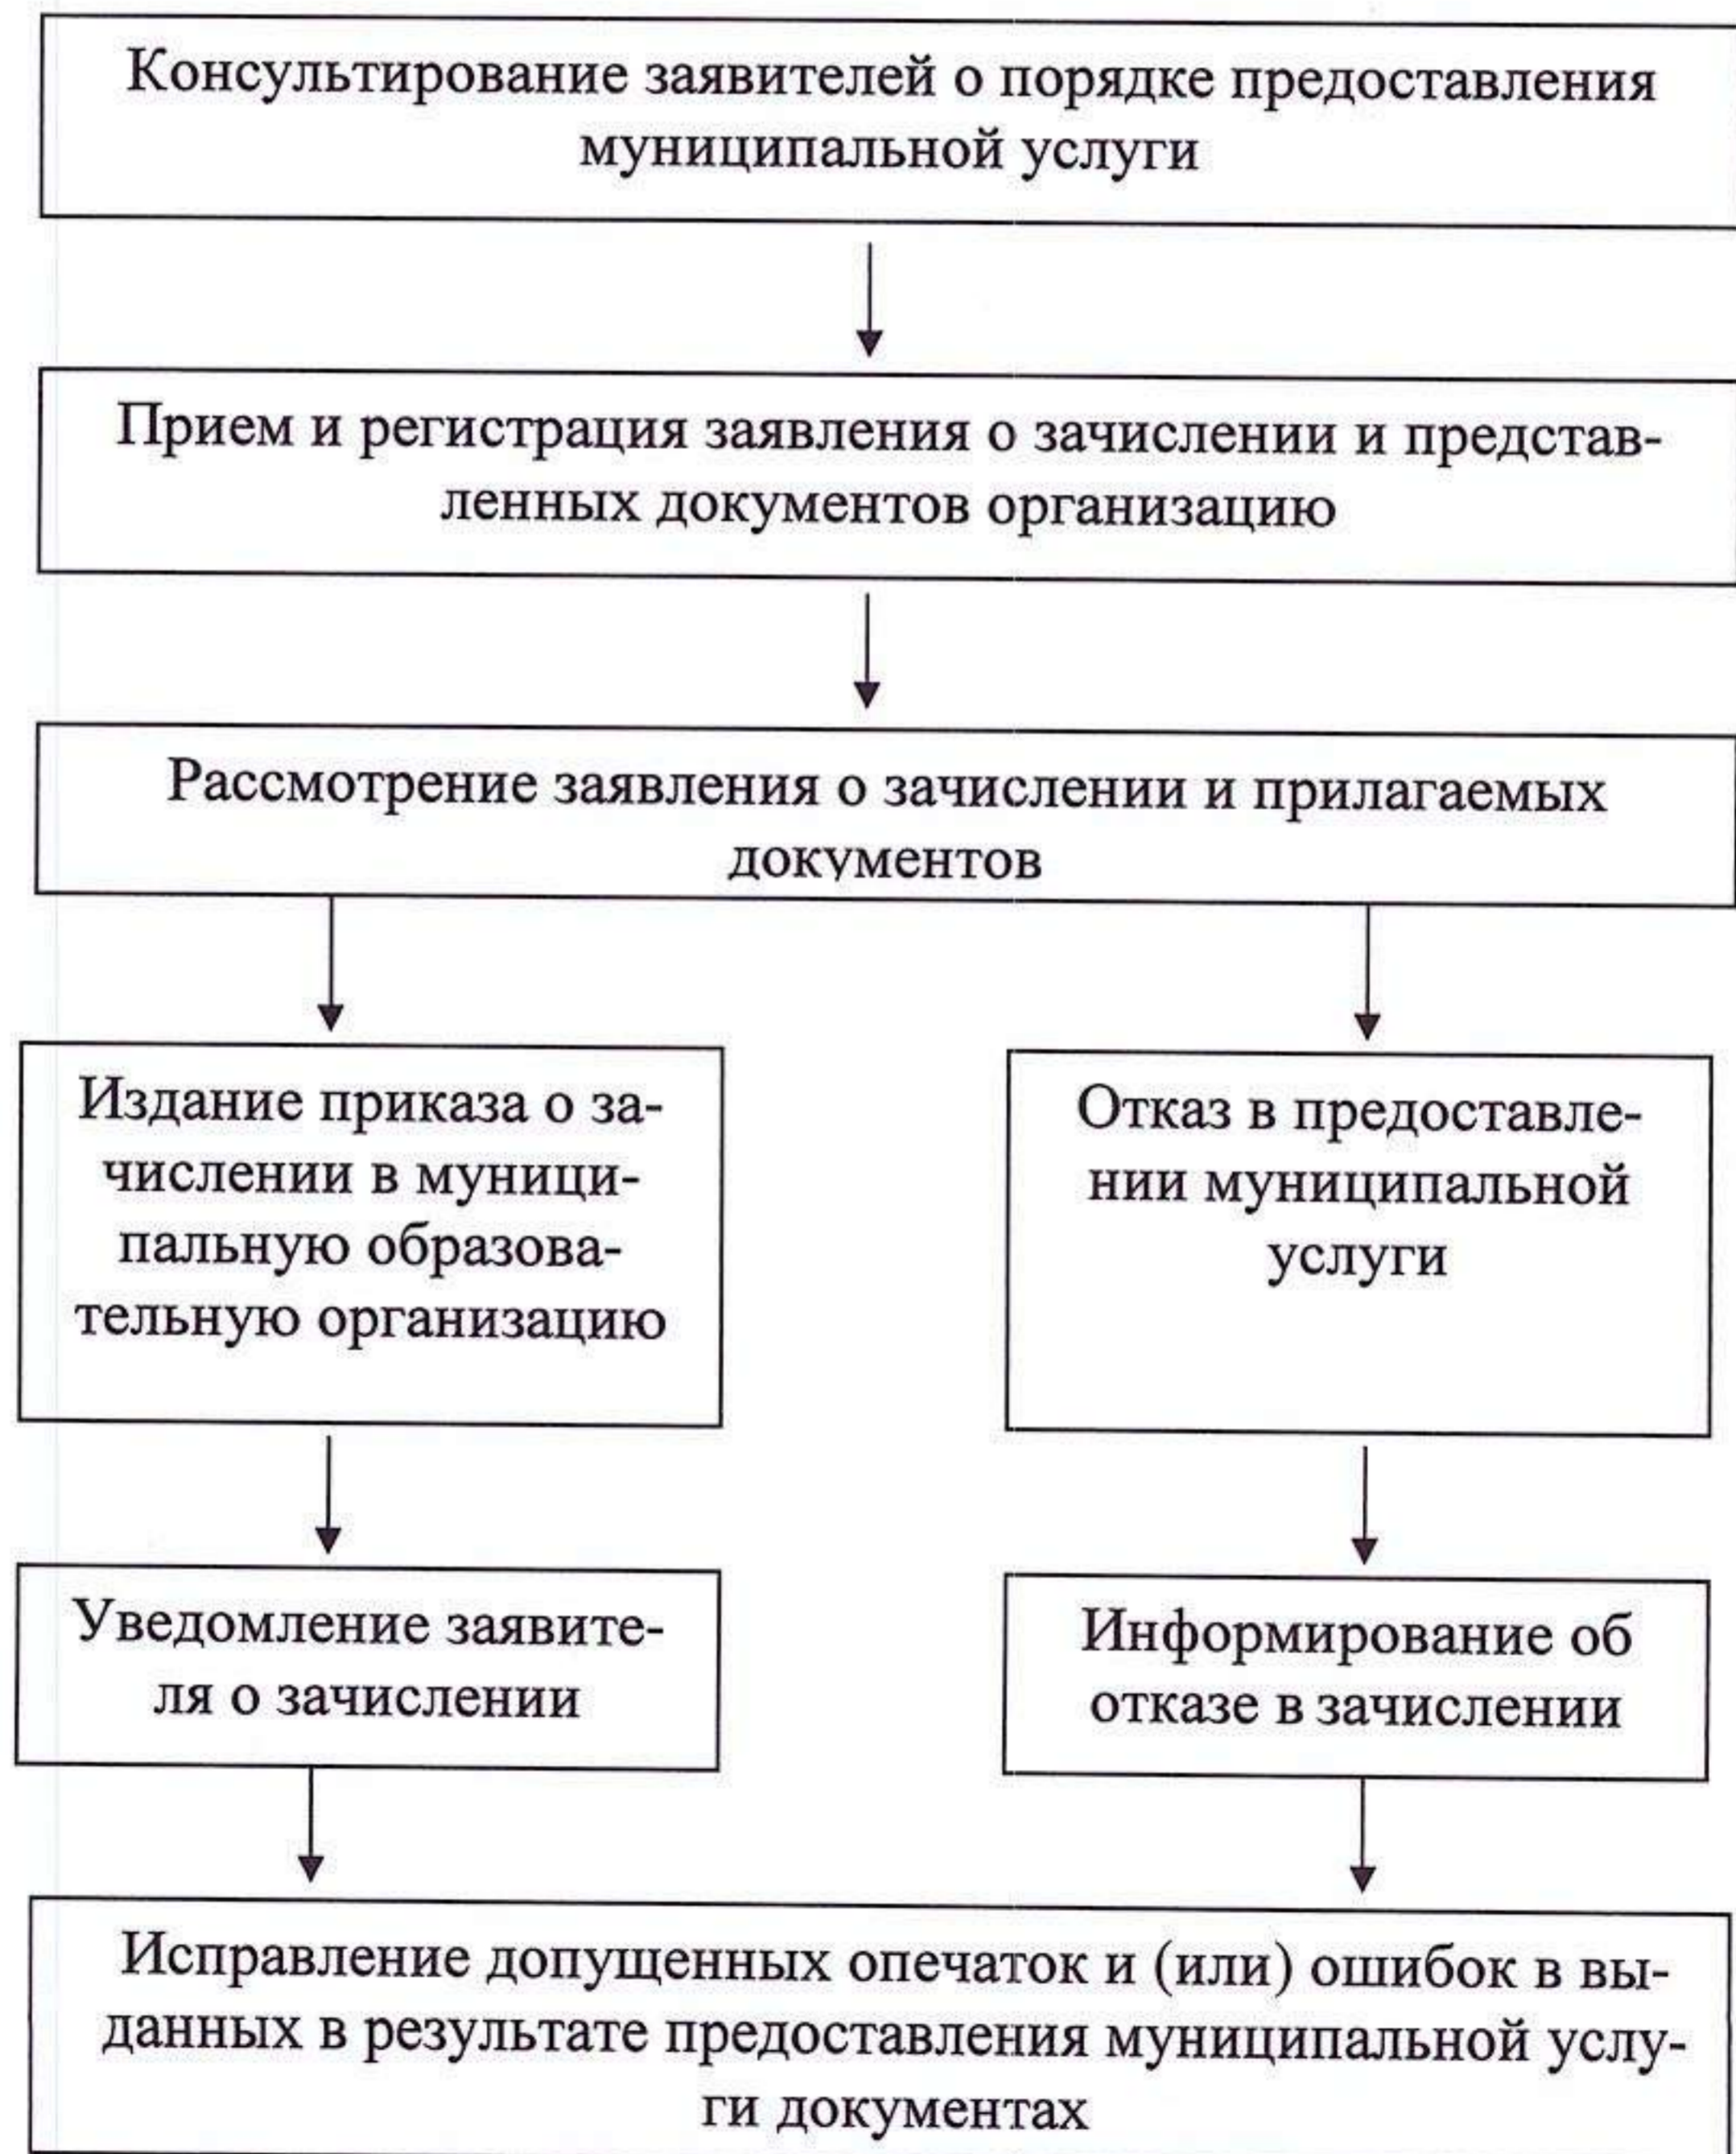 Консультирование заявителей о порядке предоставления
муниципальной услуги
Прием и регистрация заявления о зачислении и представ-
ленных документов организацию
Рассмотрение заявления о зачислении и прилагаемых
документов
Издание приказа о за-
числении в муници-
пальную образова-
тельную организацию
Отказ в предоставле-
нии муниципальной
услуги
Уведомление заявите-
ля о зачислении
Информирование об
отказе в зачислении
Исправление допущенных опечаток и (или) ошибок в вы-
данных в результате предоставления муниципальной услу-
ги документах